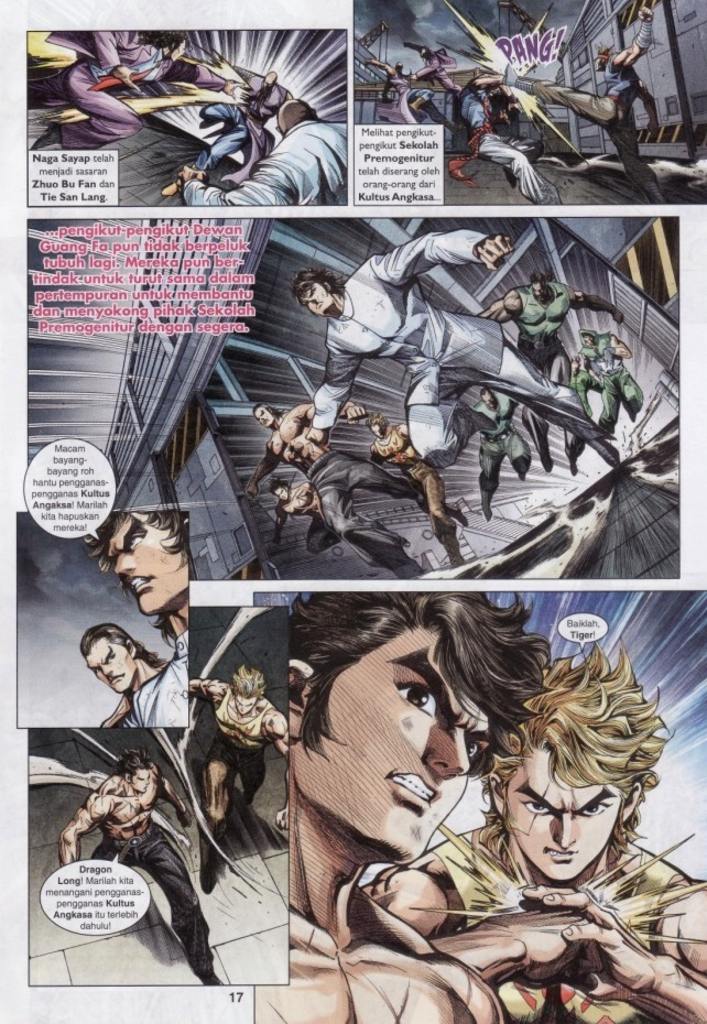 Naga Sayap telah
menjadi sasaran
Zhuo Bu Fan dan
Tie San Lang.
PANG!
Melihat pengikut-
pengikut Sekolah
Premogenitur
telah diserang oleh
orang-orang dari
Kultus Angkasa...
...pengikut-pengikut Dewan
Guang Fa pun tidak berpeluk
tubuh lagi. Mereka pun ber-
tindak untuk turut sama dalam
pertempuran untuk membantu
dan menyokong pihak Sekolah
Premogenitur dengan segera.
Macam
bayang-
bayang roh
hantu pengganas-
pengganas Kultus
Angaksa! Marilah
kita hapuskan
mereka!
Baiklah,
Tiger!
Dragon
Long! Marilah kita
menangani pengganas-
pengganas Kultus
Angkasa itu terlebih
dahulu!
17